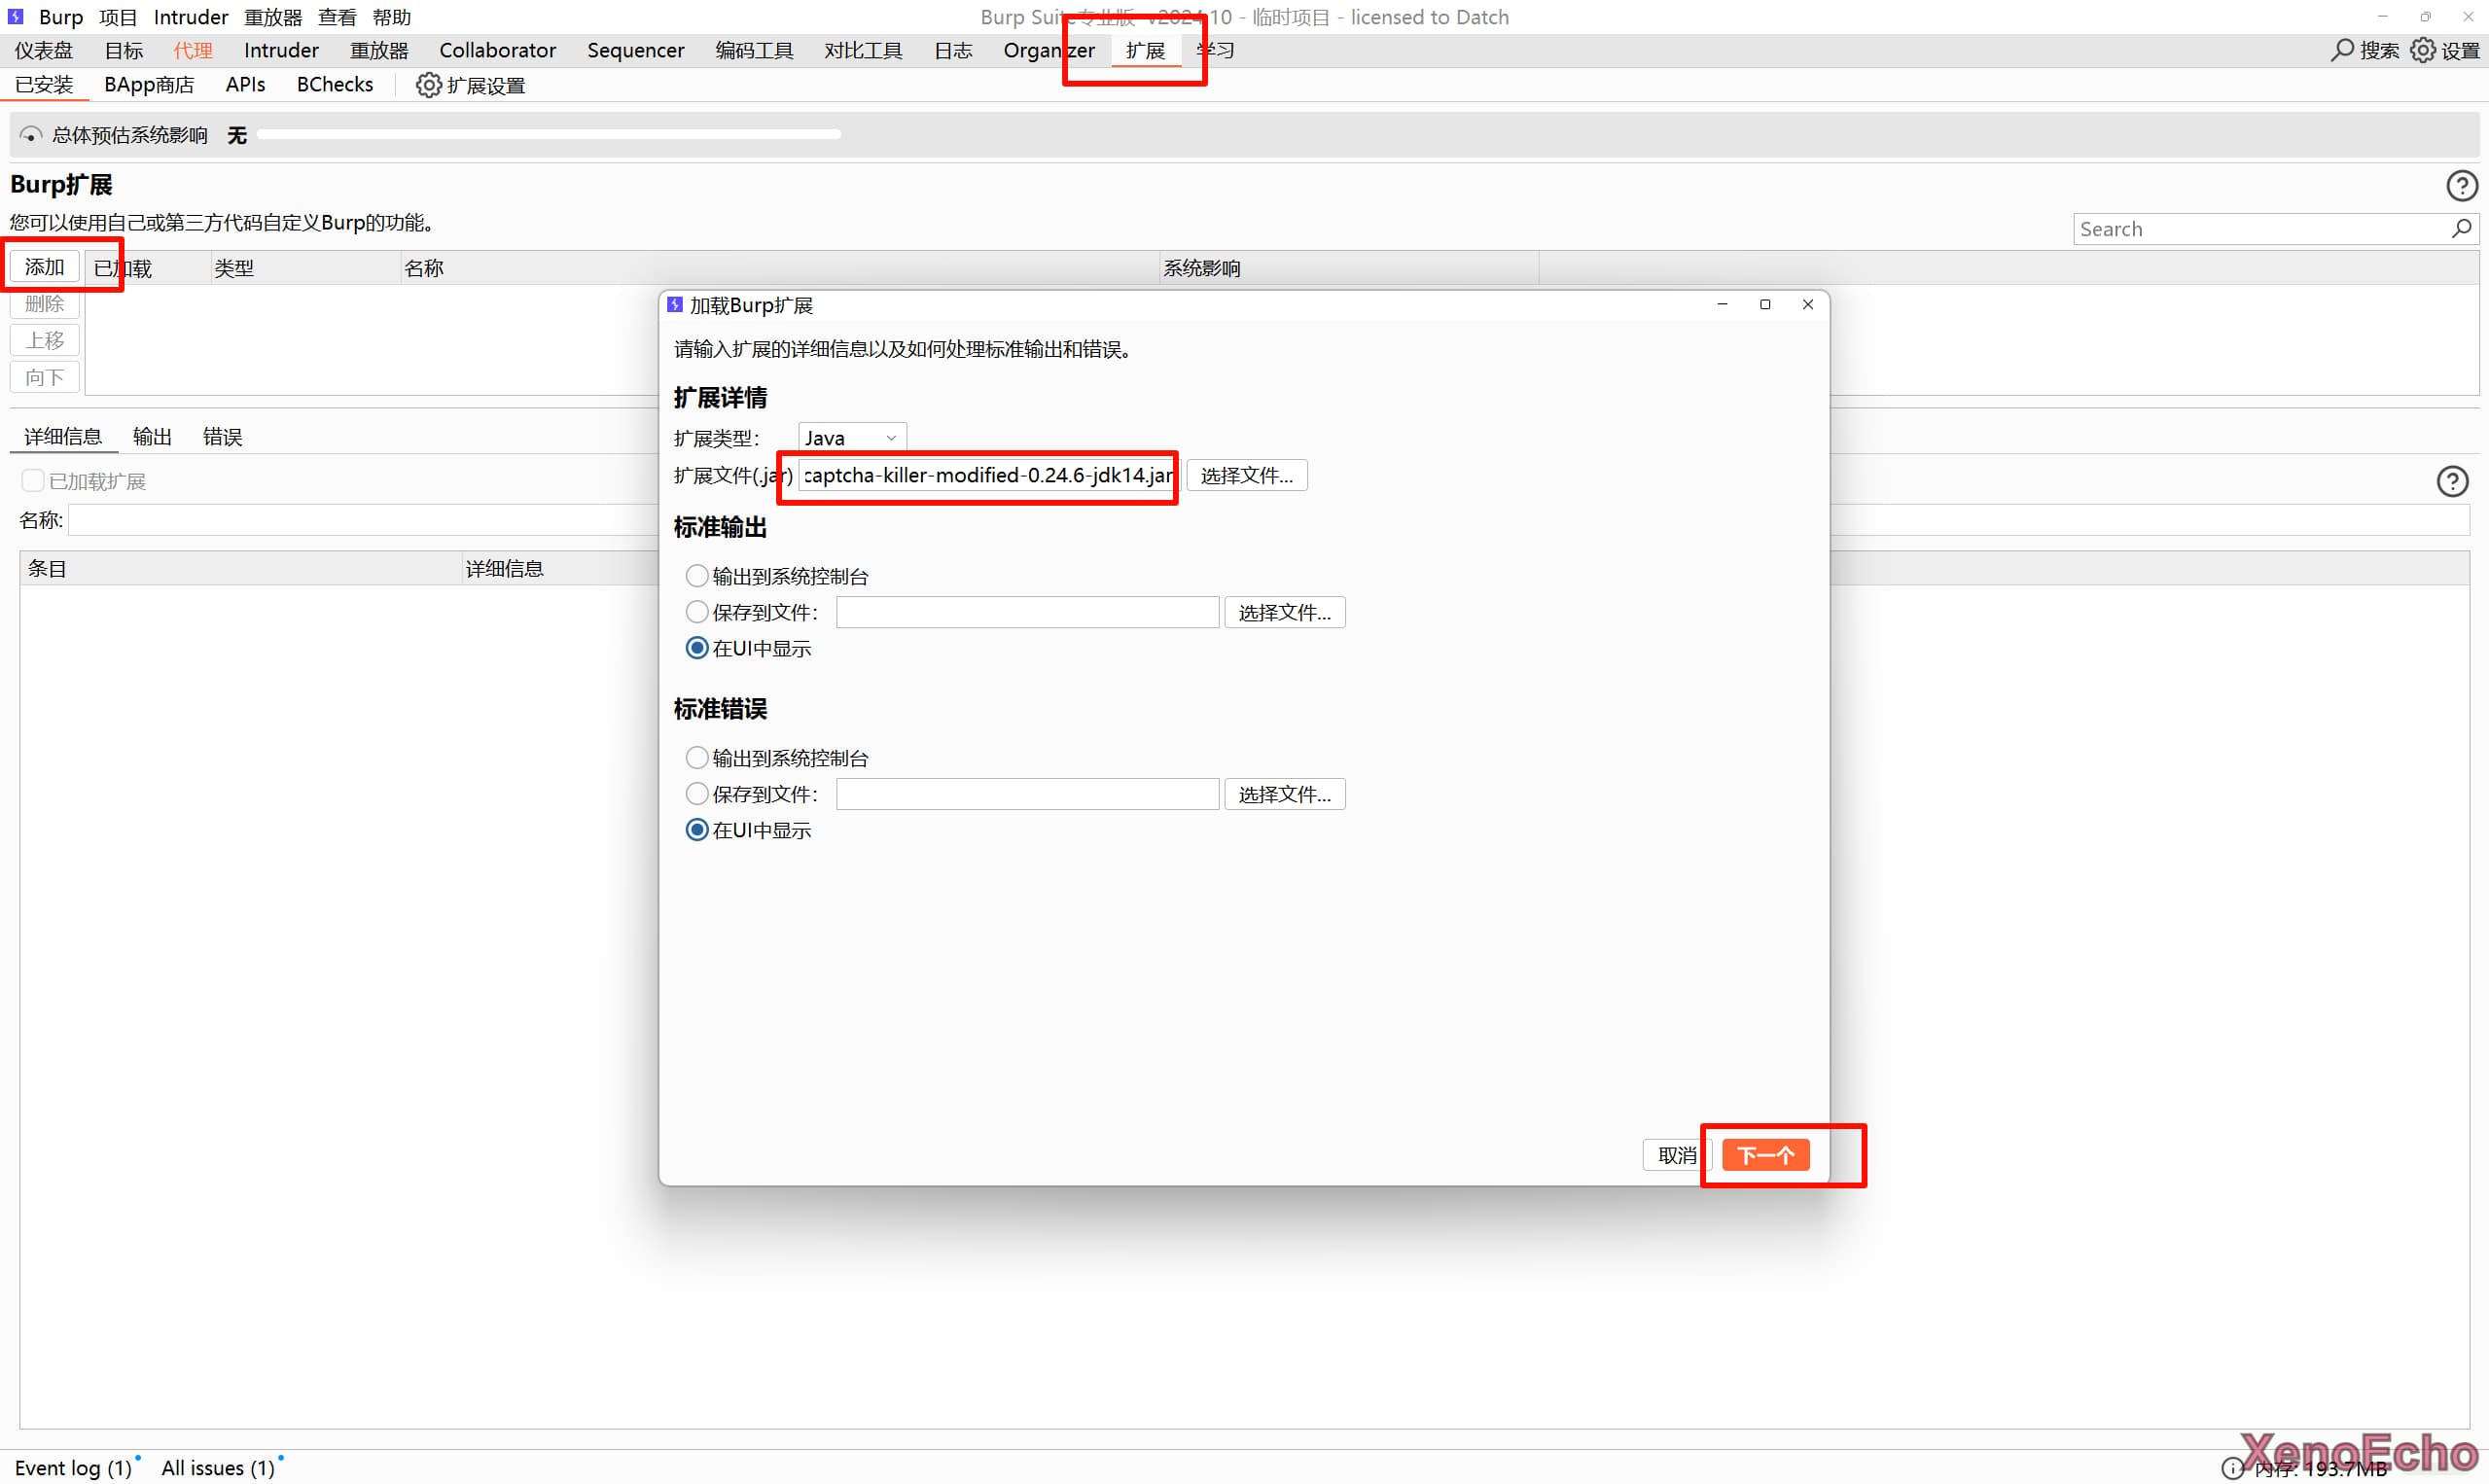 Burp 项目 Intruder 重放器 查看 帮助
Burp Suite专业版 v2024.10 - 临时项目 - licensed to Datch
仪表盘 目标 代理 Intruder 重放器 Collaborator Sequencer 编码工具 对比工具 日志 Organizer 扩展 学习 搜索 设置
已安装 BApp商店 APIs BChecks 扩展设置
总体预估系统影响 无
Burp扩展
您可以使用自己或第三方代码自定义Burp的功能。
Search
添加 已加载 类型 名称 系统影响
删除
上移
向下
详细信息 输出 错误
已加载扩展
名称:
条目 详细信息
加载Burp扩展
请输入扩展的详细信息以及如何处理标准输出和错误。
扩展详情
扩展类型： Java
扩展文件(.jar) captcha-killer-modified-0.24.6-jdk14.jar 选择文件...
标准输出
输出到系统控制台
保存到文件： 选择文件...
在UI中显示
标准错误
输出到系统控制台
保存到文件： 选择文件...
在UI中显示
取消 下一个
Event log (1) All issues (1)
内存: 193.7MB
XenoEcho